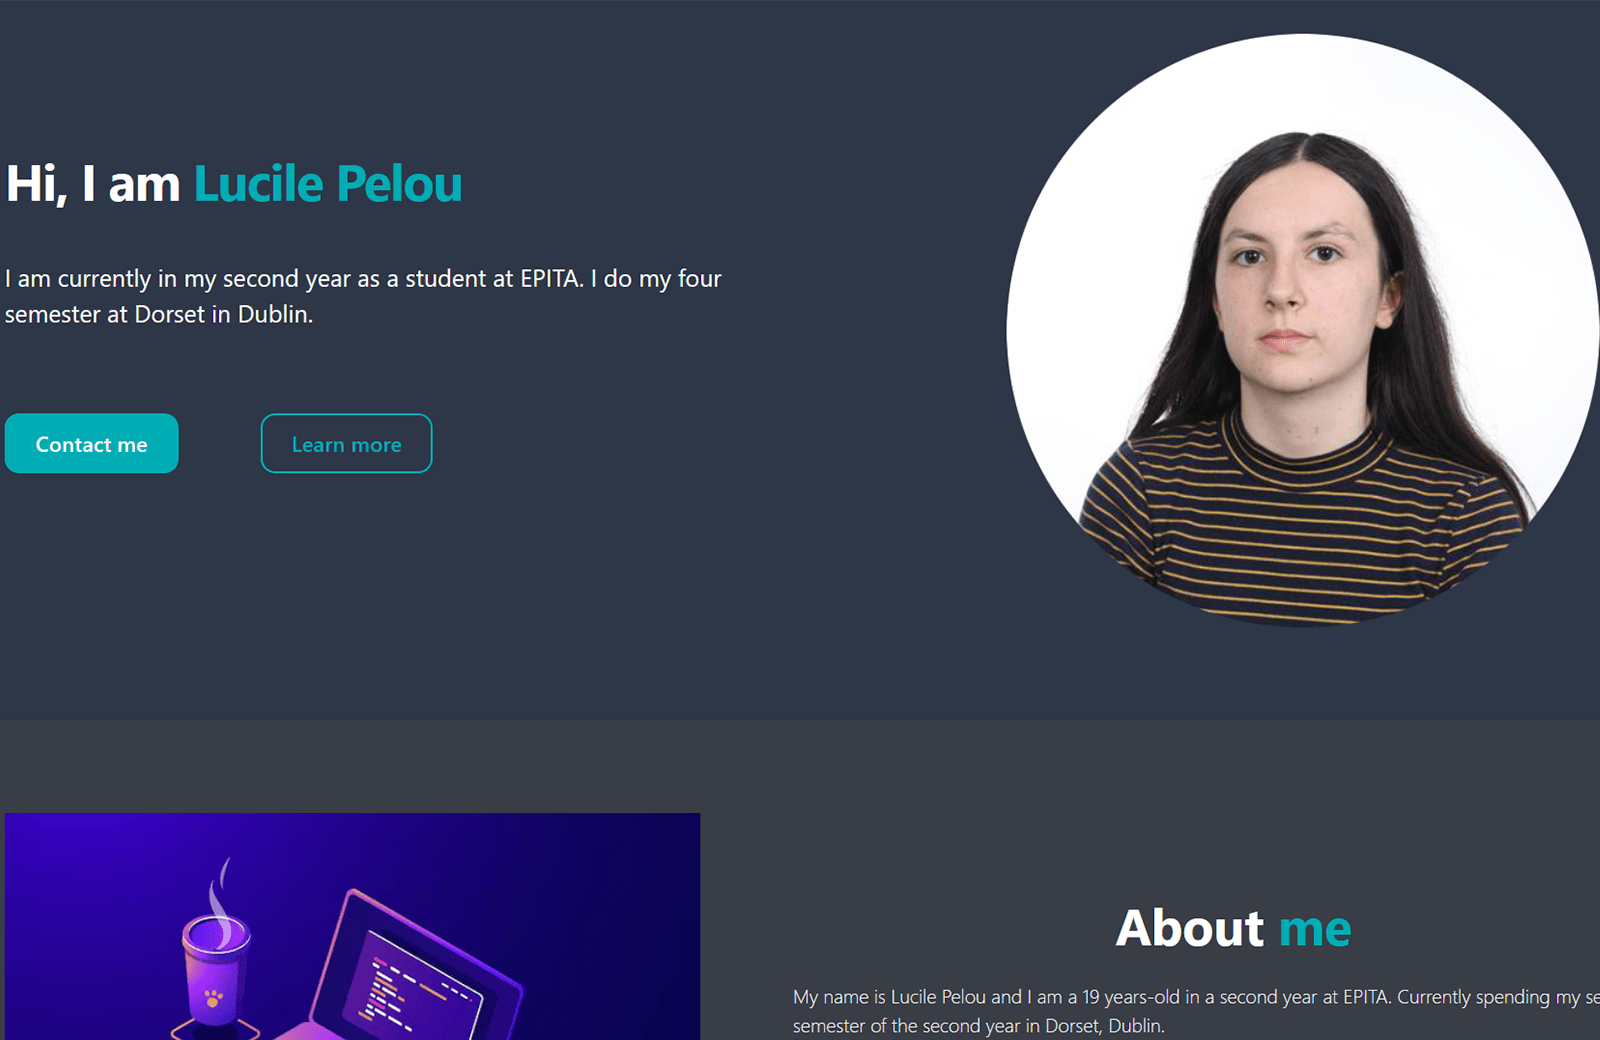 Hi, I am Lucile Pelou
I am currently in my second year as a student at EPITA. I do my four
semester at Dorset in Dublin.
Contact me
Learn more
About me
My name is Lucile Pelou and I am a 19 years-old in a second year at EPITA. Currently spending my
semester of the second year in Dorset, Dublin.